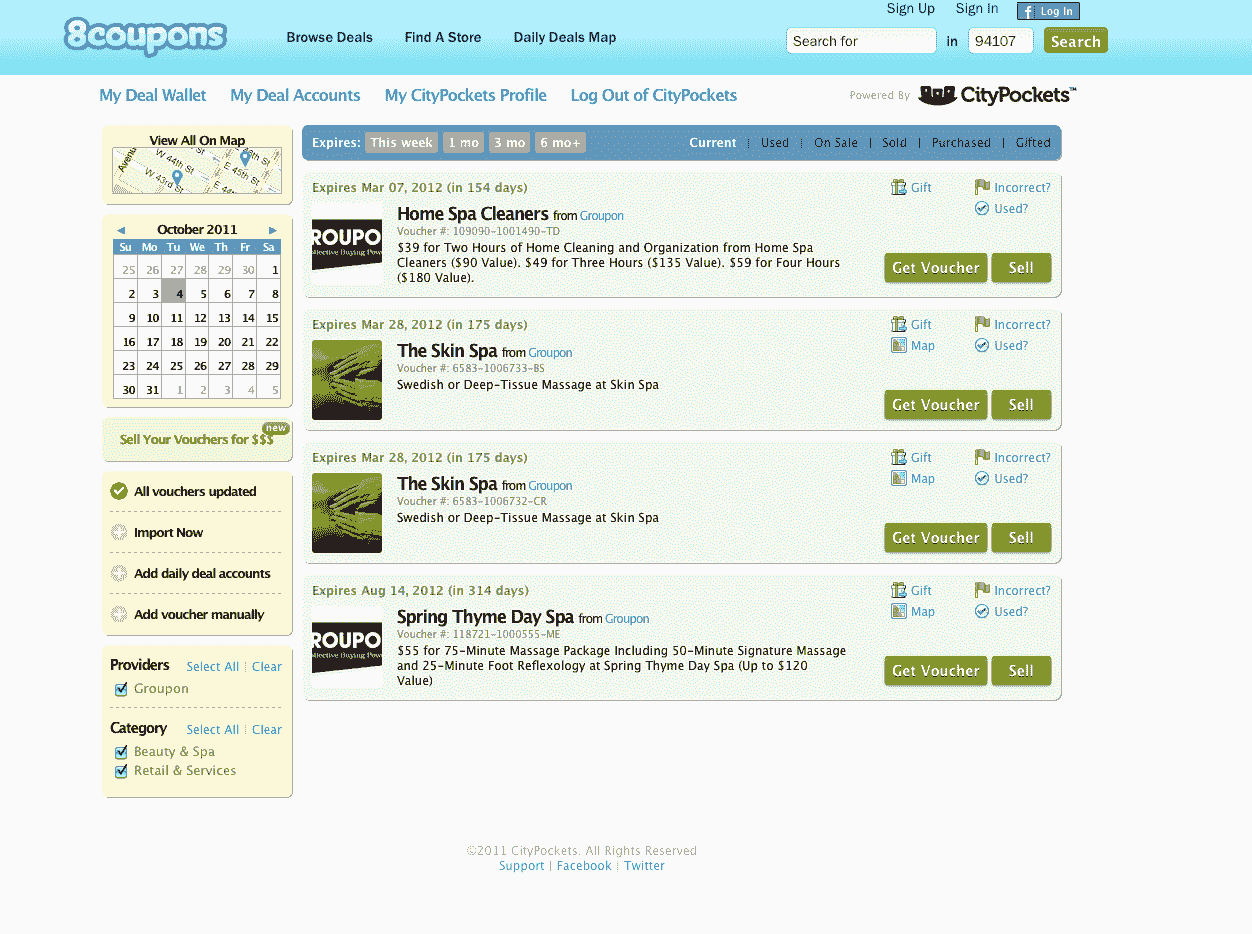 Sign Up Sign In f Log In
8coupons Browse Deals Find A Store Daily Deals Map Search for in 94107 Search
My Deal Wallet My Deal Accounts My CityPockets Profile Log Out of CityPockets Powered By CityPockets™
View All On Map
W 44th St
E 45th St
W 43rd St
E 44
October 2011
Su Mo Tu We Th Fr Sa
25 26 27 28 29 30 1
2 3 4 5 6 7 8
9 10 11 12 13 14 15
16 17 18 19 20 21 22
23 24 25 26 27 28 29
30 31 1 2 3 4 5
new
Sell Your Vouchers for $$$
All vouchers updated
Import Now
Add daily deal accounts
Add voucher manually
Providers Select All | Clear
Groupon
Category Select All | Clear
Beauty & Spa
Retail & Services
Expires: This week 1 mo 3 mo 6 mo+ Current | Used | On Sale | Sold | Purchased | Gifted
Expires Mar 07, 2012 (in 154 days) Gift Incorrect?
Used?
ROUPO
ollective Buying Powe
Home Spa Cleaners from Groupon
Voucher #: 109090-1001490-TD
$39 for Two Hours of Home Cleaning and Organization from Home Spa
Cleaners ($90 Value). $49 for Three Hours ($135 Value). $59 for Four Hours
($180 Value).
Get Voucher Sell
Expires Mar 28, 2012 (in 175 days) Gift Incorrect?
Map Used?
The Skin Spa from Groupon
Voucher #: 6583-1006733-BS
Swedish or Deep-Tissue Massage at Skin Spa
Get Voucher Sell
Expires Mar 28, 2012 (in 175 days) Gift Incorrect?
Map Used?
The Skin Spa from Groupon
Voucher #: 6583-1006732-CR
Swedish or Deep-Tissue Massage at Skin Spa
Get Voucher Sell
Expires Aug 14, 2012 (in 314 days) Gift Incorrect?
Map Used?
ROUPO
ollective Buying Powe
Spring Thyme Day Spa from Groupon
Voucher #: 118721-1000555-ME
$55 for 75-Minute Massage Package Including 50-Minute Signature Massage
and 25-Minute Foot Reflexology at Spring Thyme Day Spa (Up to $120
Value)
Get Voucher Sell
©2011 CityPockets. All Rights Reserved
Support | Facebook | Twitter